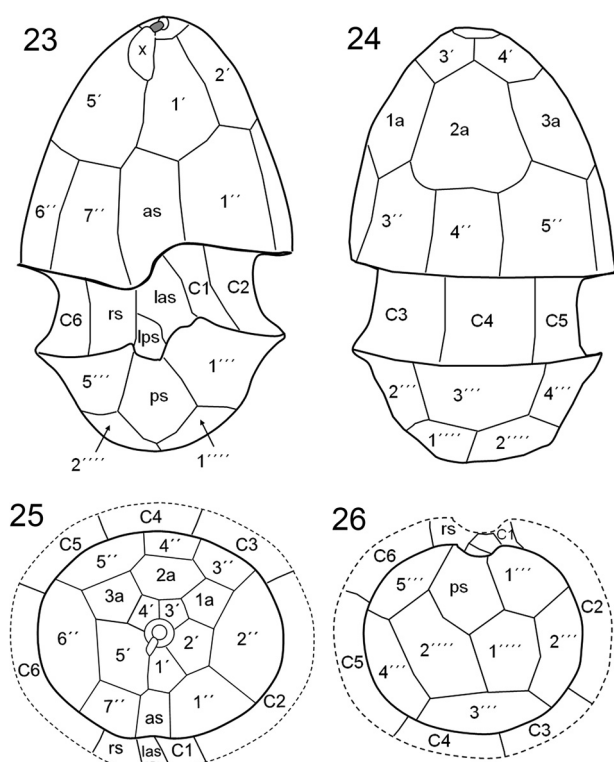 23
x
5´ 1´ 2´
6´´ 7´´ as 1´´
C6 rs las C1 C2
lps
5´´´ ps 1´´´
2´´´´ 1´´´´
24
3´ 4´
1a 2a 3a
3´´ 4´´ 5´´
C3 C4 C5
2´´´ 3´´´ 4´´´
1´´´´ 2´´´´
25
C4
C5 4´´ C3
5´´ 3´´
2a
3a 1a
4´ 3´
6´´ 5´ 2´ 2´´
1´
C6 C2
7´´ as 1´´
rs las C1
26
rs C1
C6 5´´´ ps 1´´´
C2
2´´´´ 1´´´´ 2´´´
C5 4´´´
3´´´
C4 C3